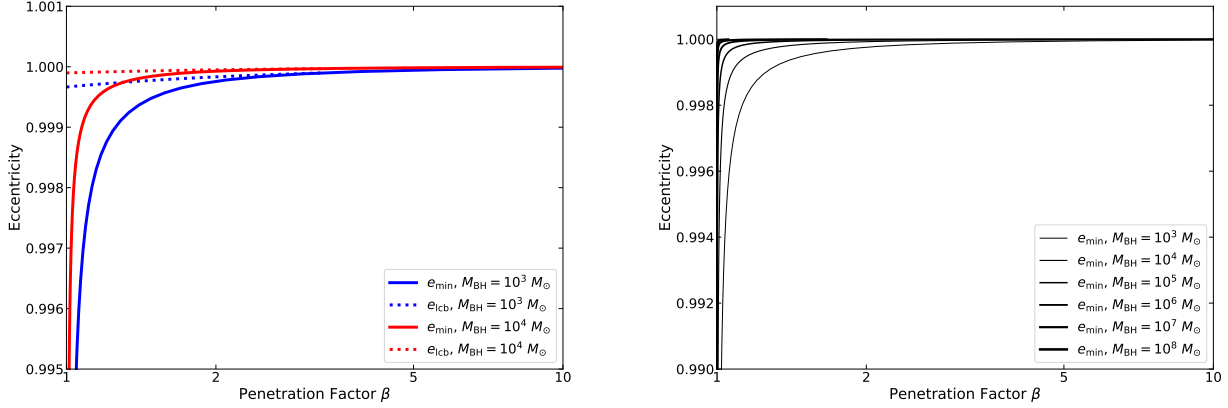 1.001
1.000
0.999
0.998
0.997
0.996
0.995
Eccentricity
e_min, M_BH = 10^3 M_⊙
e_lcb, M_BH = 10^3 M_⊙
e_min, M_BH = 10^4 M_⊙
e_lcb, M_BH = 10^4 M_⊙
1 2 5 10
Penetration Factor β
1.000
0.998
0.996
0.994
0.992
0.990
Eccentricity
e_min, M_BH = 10^3 M_⊙
e_min, M_BH = 10^4 M_⊙
e_min, M_BH = 10^5 M_⊙
e_min, M_BH = 10^6 M_⊙
e_min, M_BH = 10^7 M_⊙
e_min, M_BH = 10^8 M_⊙
1 2 5 10
Penetration Factor β